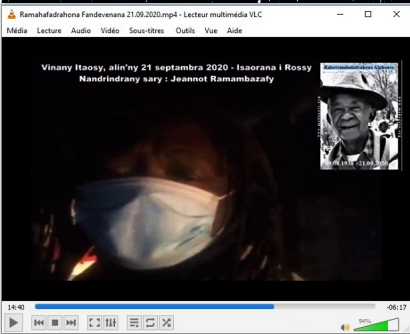 Ramahafadrahona Fandevenana 21.09.2020.mp4 - Lecteur multimédia VLC
Média Lecture Audio Vidéo Sous-titres Outils Vue Aide
Vinany Itaosy, alin'ny 21 septambra 2020 - Isaorana i Rossy
Nandrindrany sary : Jeannot Ramambazafy
14:40
-06:17
94%